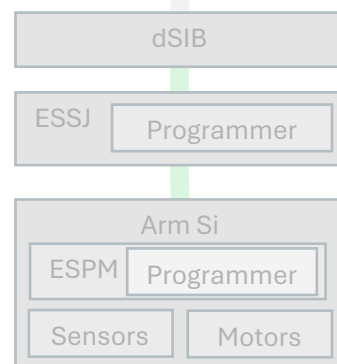 dSIB
ESSJ
Programmer
Arm Si
ESPM
Programmer
Sensors
Motors